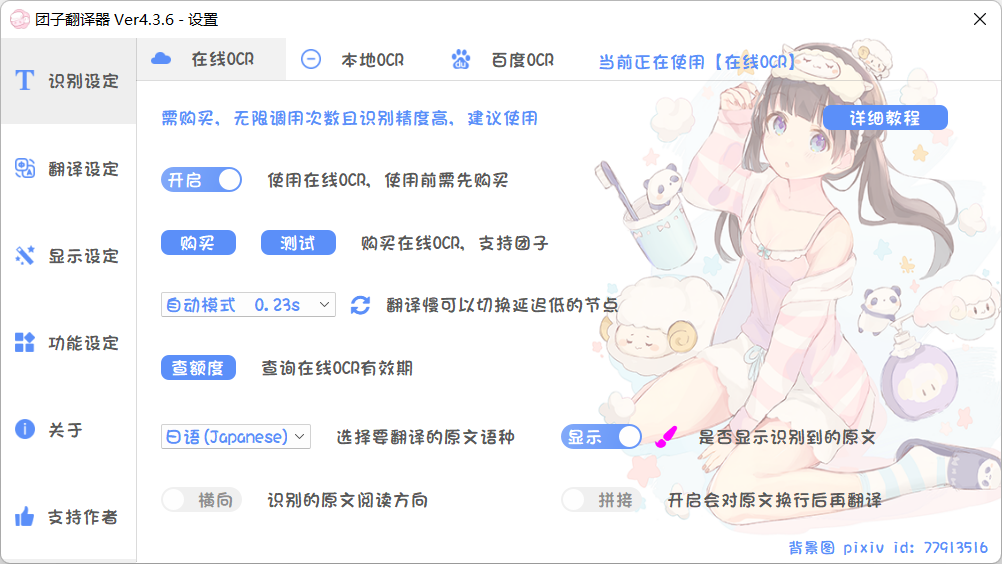 团子翻译器 Ver4.3.6 - 设置
识别设定
翻译设定
显示设定
功能设定
关于
支持作者
在线OCR
本地OCR
百度OCR
当前正在使用【在线OCR】
需购买，无限调用次数且识别精度高，建议使用
详细教程
开启
使用在线OCR，使用前需先购买
购买
测试
购买在线OCR，支持团子
自动模式 0.23s
翻译慢可以切换延迟低的节点
查额度
查询在线OCR有效期
日语(Japanese)
选择要翻译的原文语种
显示
是否显示识别到的原文
横向
识别的原文阅读方向
拼接
开启会对原文换行后再翻译
背景图 pixiv id: 77913516